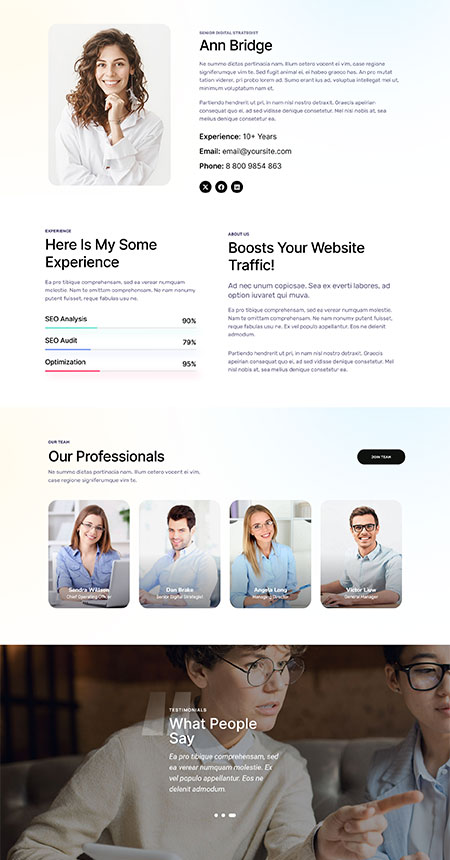 SENIOR DIGITAL STRATEGIST
Ann Bridge
Ne summo dictas pertinacia nam. Illum cetero vocent ei vim, case regione
signiferumque vim te. Sed fugit animal ei, ei habeo graeco has. An pro mutat
tation viderer, pri probo lorem ad. Sumo erant ius ad, voluptua intellegat mei ut,
minimum voluptatum nam et.
Partiendo hendrerit ut pri, in nam nisl nostro detraxit. Graecis apeirian
consequat quo ei, ad sed vidisse denique consetetur. Mel nisl nobis at, sea
melius denique consetetur ea.
Experience: 10+ Years
Email: email@yoursite.com
Phone: 8 800 9854 863
EXPERIENCE
Here Is My Some
Experience
Ea pro tibique comprehensam, sed ea verear numquam
molestie. Nam te omittam comprehensam. Ne nam nonumy
putent fuisset, reque fabulas usu ne.
SEO Analysis 90%
SEO Audit 79%
Optimization 95%
ABOUT US
Boosts Your Website
Traffic!
Ad nec unum copiosae. Sea ex everti labores, ad
option iuvaret qui muva.
Ea pro tibique comprehensam, sed ea verear numquam molestie.
Nam te omittam comprehensam. Ne nam nonumy putent fuisset,
reque fabulas usu ne. Ex vel populo appellantur. Eos ne delenit
admodum.
Partiendo hendrerit ut pri, in nam nisl nostro detraxit. Graecis
apeirian consequat quo ei, ad sed vidisse denique consetetur. Mel
nisl nobis at, sea melius denique consetetur ea.
OUR TEAM
Our Professionals
Ne summo dictas pertinacia nam. Illum cetero vocent ei vim,
case regione signiferumque vim te.
JOIN TEAM
Sandra Willson
Chief Operating Officer
Dan Brake
Senior Digital Strategist
Angela Long
Managing Director
Victor Liew
General Manager
TESTIMONIALS
What People
Say
Ea pro tibique comprehensam, sed
ea verear numquam molestie. Ex
vel populo appellantur. Eos ne
delenit admodum.